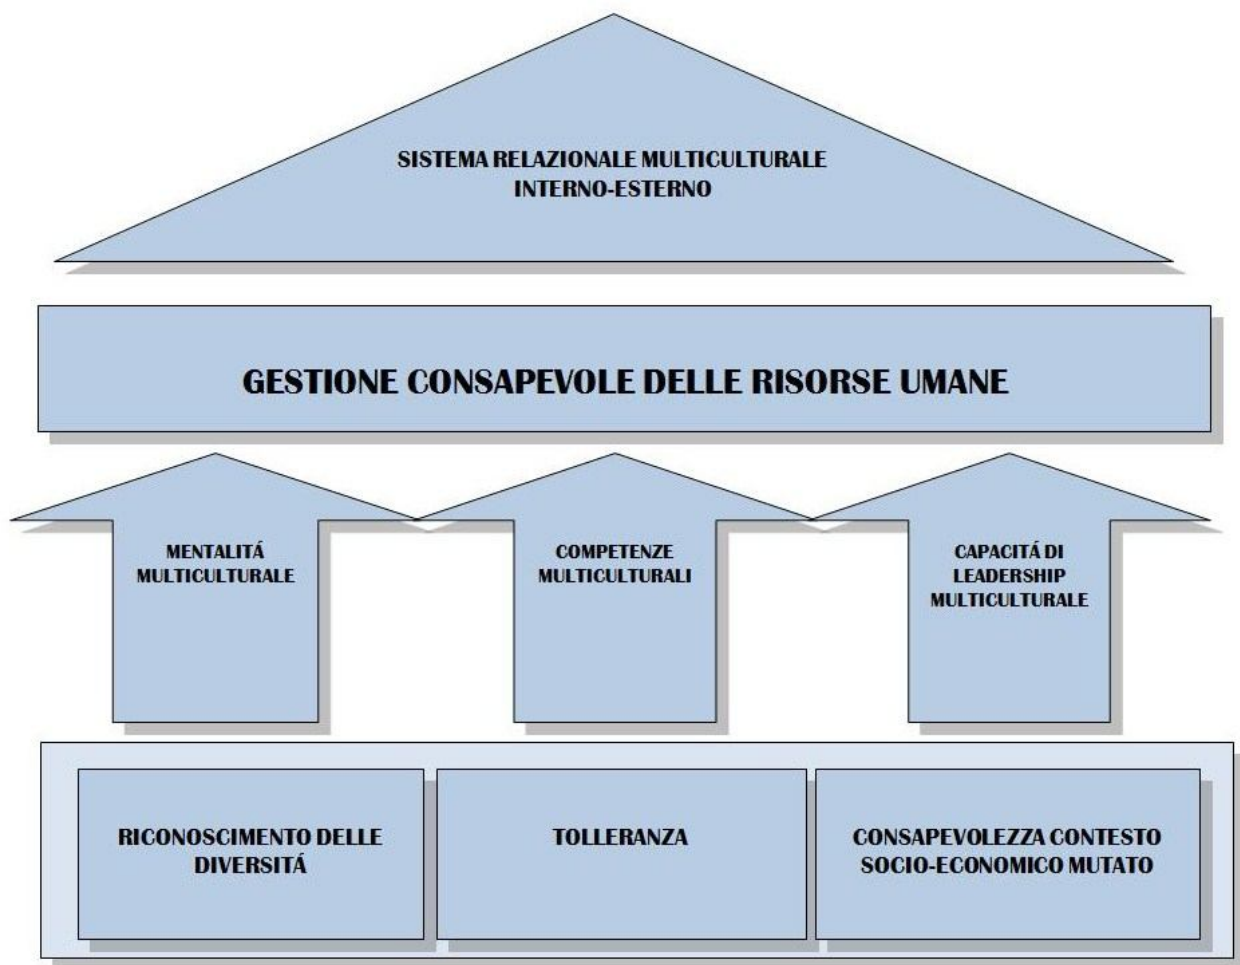 SISTEMA RELAZIONALE MULTICULTURALE
INTERNO-ESTERNO
GESTIONE CONSAPEVOLE DELLE RISORSE UMANE
MENTALITÁ
MULTICULTURALE
COMPETENZE
MULTICULTURALI
CAPACITÁ DI
LEADERSHIP
MULTICULTURALE
RICONOSCIMENTO DELLE
DIVERSITÁ
TOLLERANZA
CONSAPEVOLEZZA CONTESTO
SOCIO-ECONOMICO MUTATO